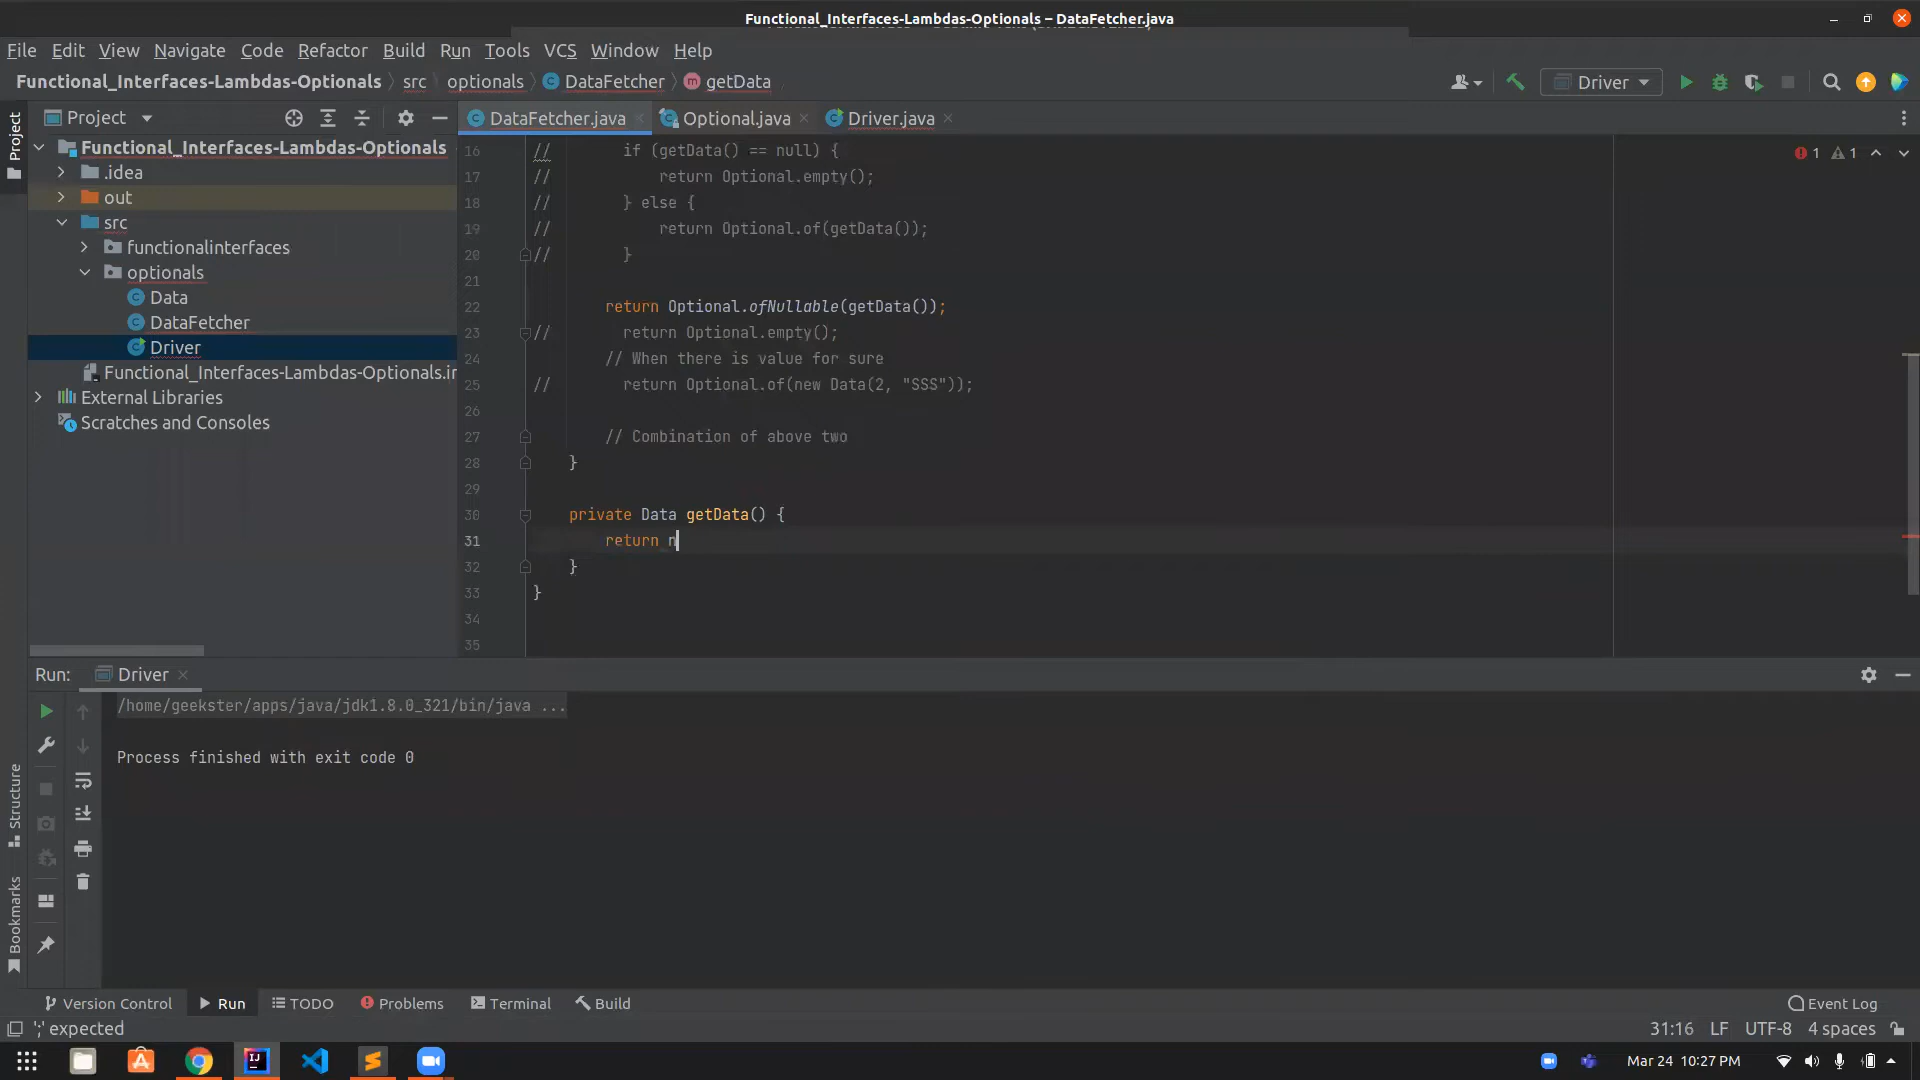 Functional_Interfaces-Lambdas-Optionals – DataFetcher.java
File Edit View Navigate Code Refactor Build Run Tools VCS Window Help
Functional_Interfaces-Lambdas-Optionals src optionals DataFetcher getData
Driver
Project
DataFetcher.java
Optional.java
Driver.java
Project
Functional_Interfaces-Lambdas-Optionals
.idea
out
src
functionalinterfaces
optionals
Data
DataFetcher
Driver
Functional_Interfaces-Lambdas-Optionals.ir
External Libraries
Scratches and Consoles
1 1
16 // if (getData() == null) {
17 // return Optional.empty();
18 // } else {
19 // return Optional.of(getData());
20 // }
21
22 return Optional.ofNullable(getData());
23 // return Optional.empty();
24 // When there is value for sure
25 // return Optional.of(new Data(2, "SSS"));
26
27 // Combination of above two
28 }
29
30 private Data getData() {
31 return n
32 }
33 }
34
35
Run: Driver
/home/geekster/apps/java/jdk1.8.0_321/bin/java ...
Process finished with exit code 0
Structure
Bookmarks
Version Control Run TODO Problems Terminal Build Event Log
';' expected 31:16 LF UTF-8 4 spaces
Mar 24 10:27 PM